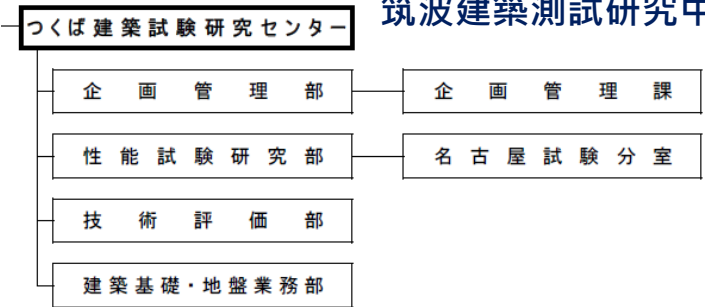 つくば建築試験研究センター
筑波建築測試研究中
企画管理部
企画管理課
性能試験研究部
名古屋試験分室
技術評価部
建築基礎・地盤業務部